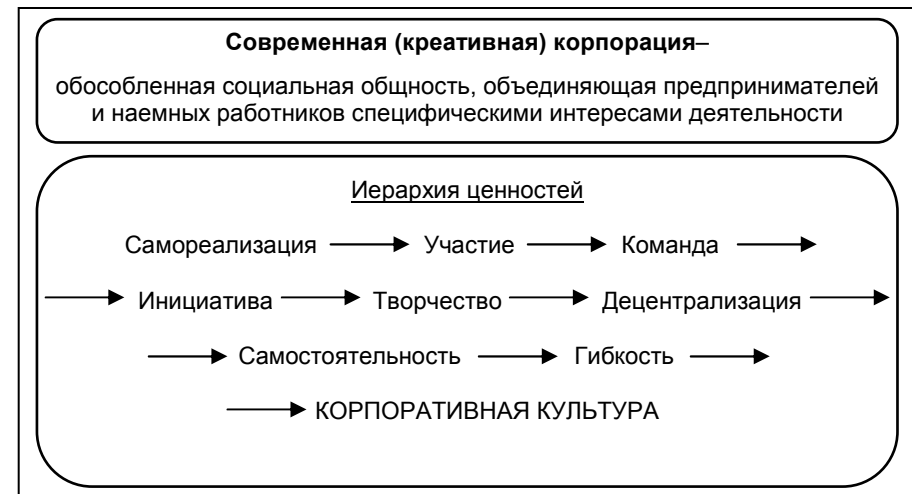 Современная (креативная) корпорация–
обособленная социальная общность, объединяющая предпринимателей
и наемных работников специфическими интересами деятельности
Иерархия ценностей
Самореализация Участие Команда
Инициатива Творчество Децентрализация
Самостоятельность Гибкость
КОРПОРАТИВНАЯ КУЛЬТУРА